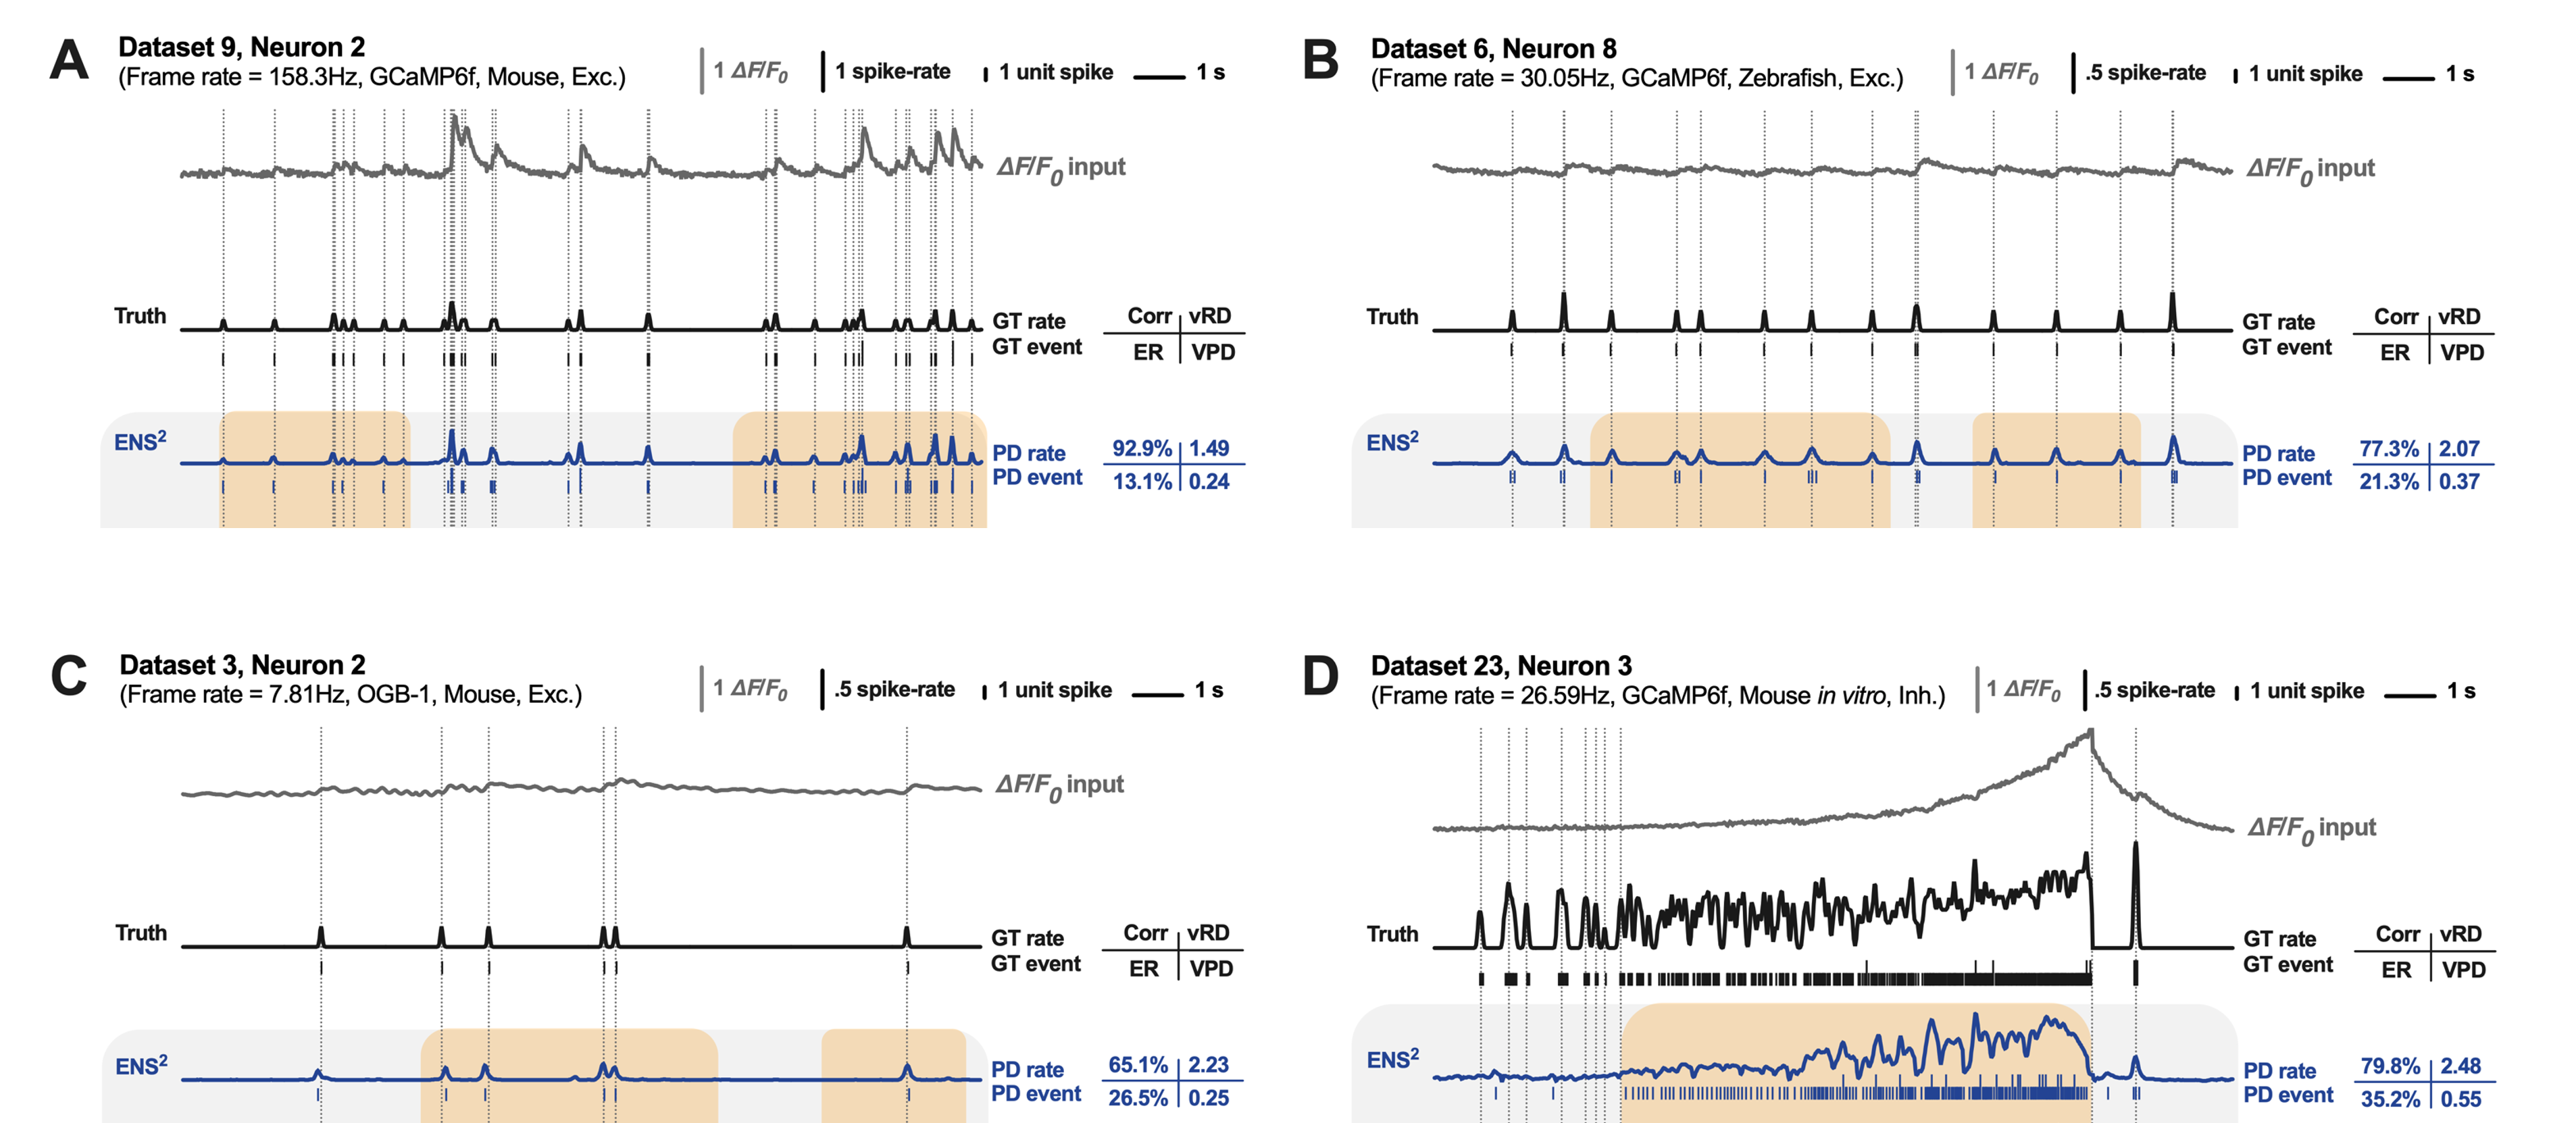 A
Dataset 9, Neuron 2
(Frame rate = 158.3Hz, GCaMP6f, Mouse, Exc.)
1 ΔF/F0
1 spike-rate
1 unit spike
1 s
ΔF/F0 input
Truth
GT rate
GT event
Corr vRD
ER VPD
ENS2
PD rate
PD event
92.9% 1.49
13.1% 0.24
B
Dataset 6, Neuron 8
(Frame rate = 30.05Hz, GCaMP6f, Zebrafish, Exc.)
1 ΔF/F0
.5 spike-rate
1 unit spike
1 s
ΔF/F0 input
Truth
GT rate
GT event
Corr vRD
ER VPD
ENS2
PD rate
PD event
77.3% 2.07
21.3% 0.37
C
Dataset 3, Neuron 2
(Frame rate = 7.81Hz, OGB-1, Mouse, Exc.)
1 ΔF/F0
.5 spike-rate
1 unit spike
1 s
ΔF/F0 input
Truth
GT rate
GT event
Corr vRD
ER VPD
ENS2
PD rate
PD event
65.1% 2.23
26.5% 0.25
D
Dataset 23, Neuron 3
(Frame rate = 26.59Hz, GCaMP6f, Mouse in vitro, Inh.)
1 ΔF/F0
.5 spike-rate
1 unit spike
1 s
ΔF/F0 input
Truth
GT rate
GT event
Corr vRD
ER VPD
ENS2
PD rate
PD event
79.8% 2.48
35.2% 0.55